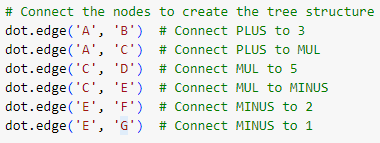 # Connect the nodes to create the tree structure
dot.edge('A', 'B')  # Connect PLUS to 3
dot.edge('A', 'C')  # Connect PLUS to MUL
dot.edge('C', 'D')  # Connect MUL to 5
dot.edge('C', 'E')  # Connect MUL to MINUS
dot.edge('E', 'F')  # Connect MINUS to 2
dot.edge('E', 'G')  # Connect MINUS to 1